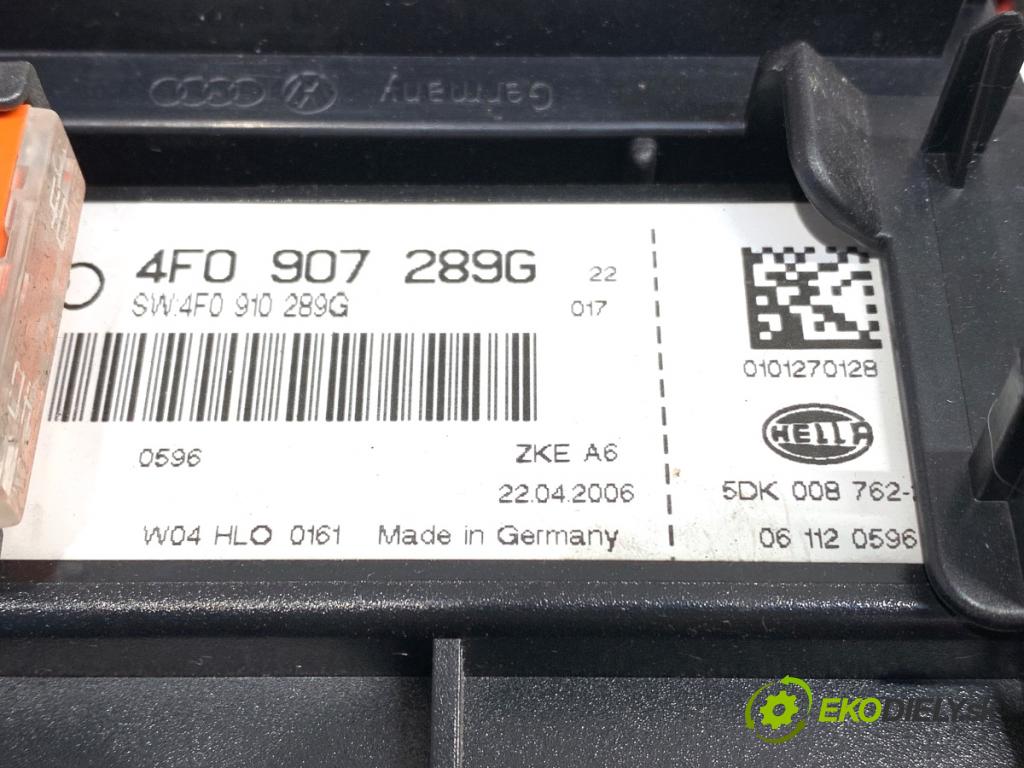 Germany
4F0 907 289G 22
SW:4F0 910 289G 017
0101270128
HELLA
0596 ZKE A6
22.04.2006 5DK 008 762-
W04 HLO 0161 Made in Germany 06 112 0596
EKODIELY.SK